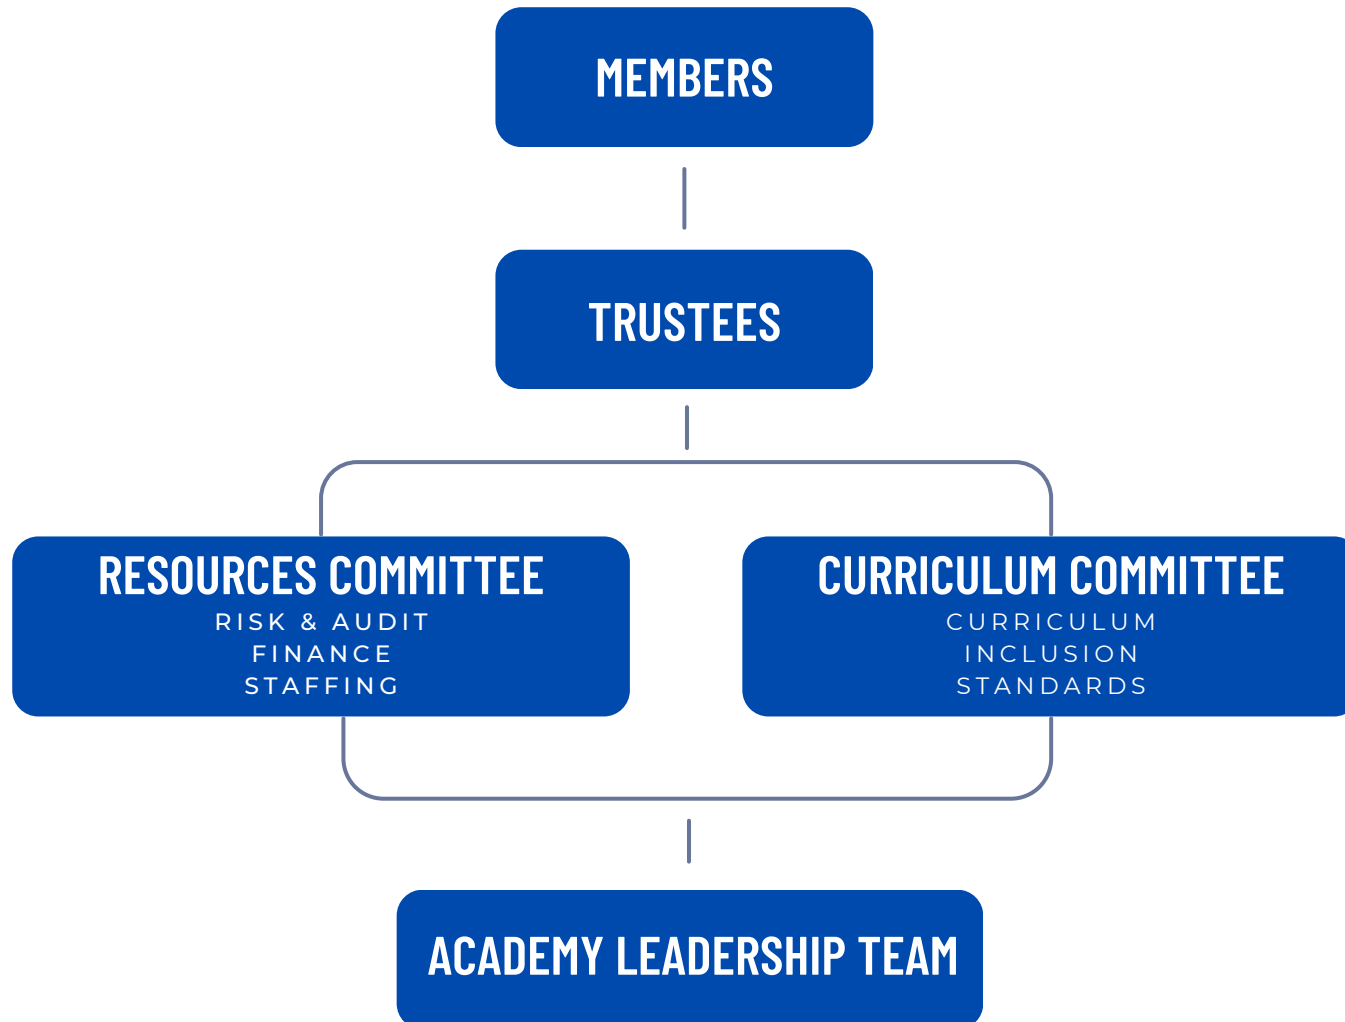 MEMBERS
TRUSTEES
RESOURCES COMMITTEE
RISK & AUDIT
FINANCE
STAFFING
CURRICULUM COMMITTEE
CURRICULUM
INCLUSION
STANDARDS
ACADEMY LEADERSHIP TEAM